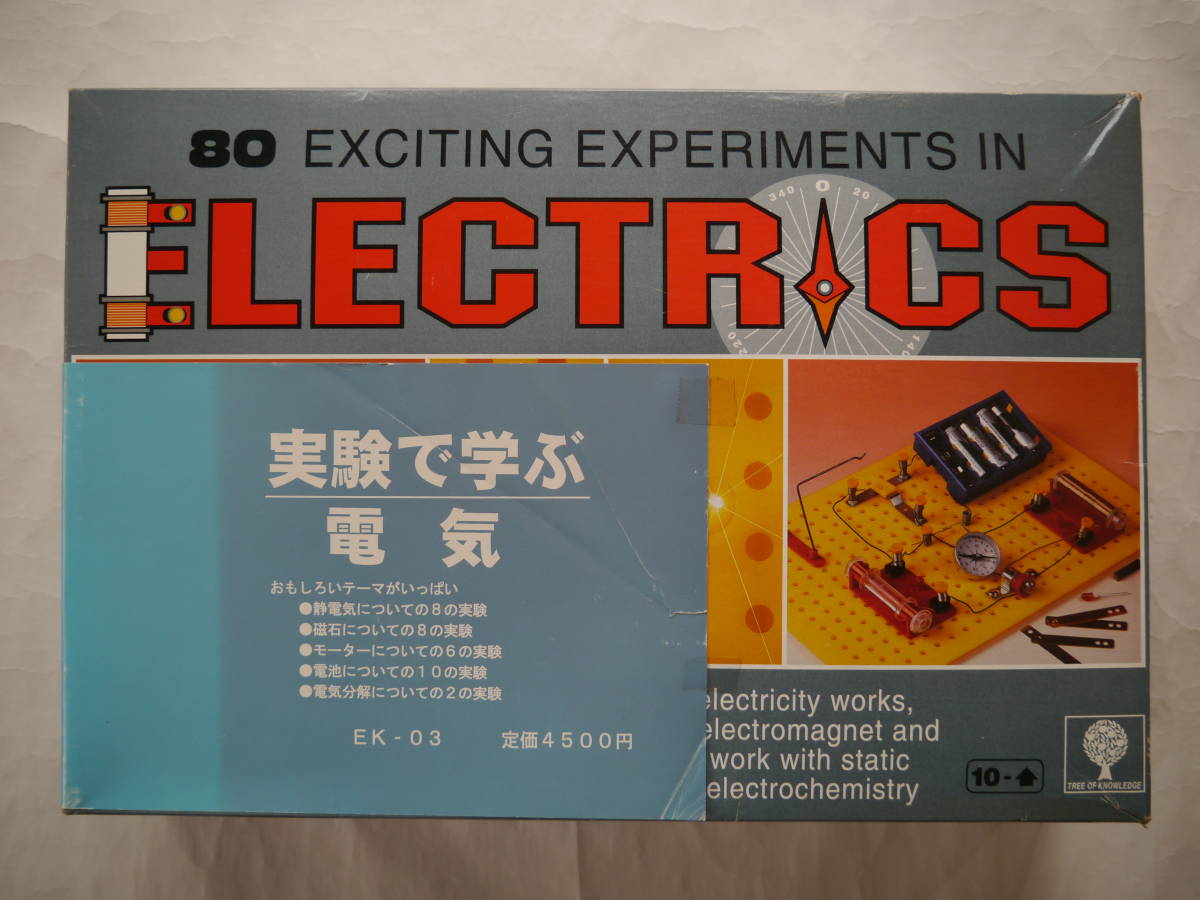 80 EXCITING EXPERIMENTS IN
ELECTRICS
340 0 20
220 140
実験で学ぶ
電気
おもしろいテーマがいっぱい
●静電気についての8の実験
●磁石についての8の実験
●モーターについての6の実験
●電池についての10の実験
●電気分解についての2の実験
EK-03 定価4500円
electricity works,
electromagnet and
work with static
electrochemistry
10-
TREE OF KNOWLEDGE